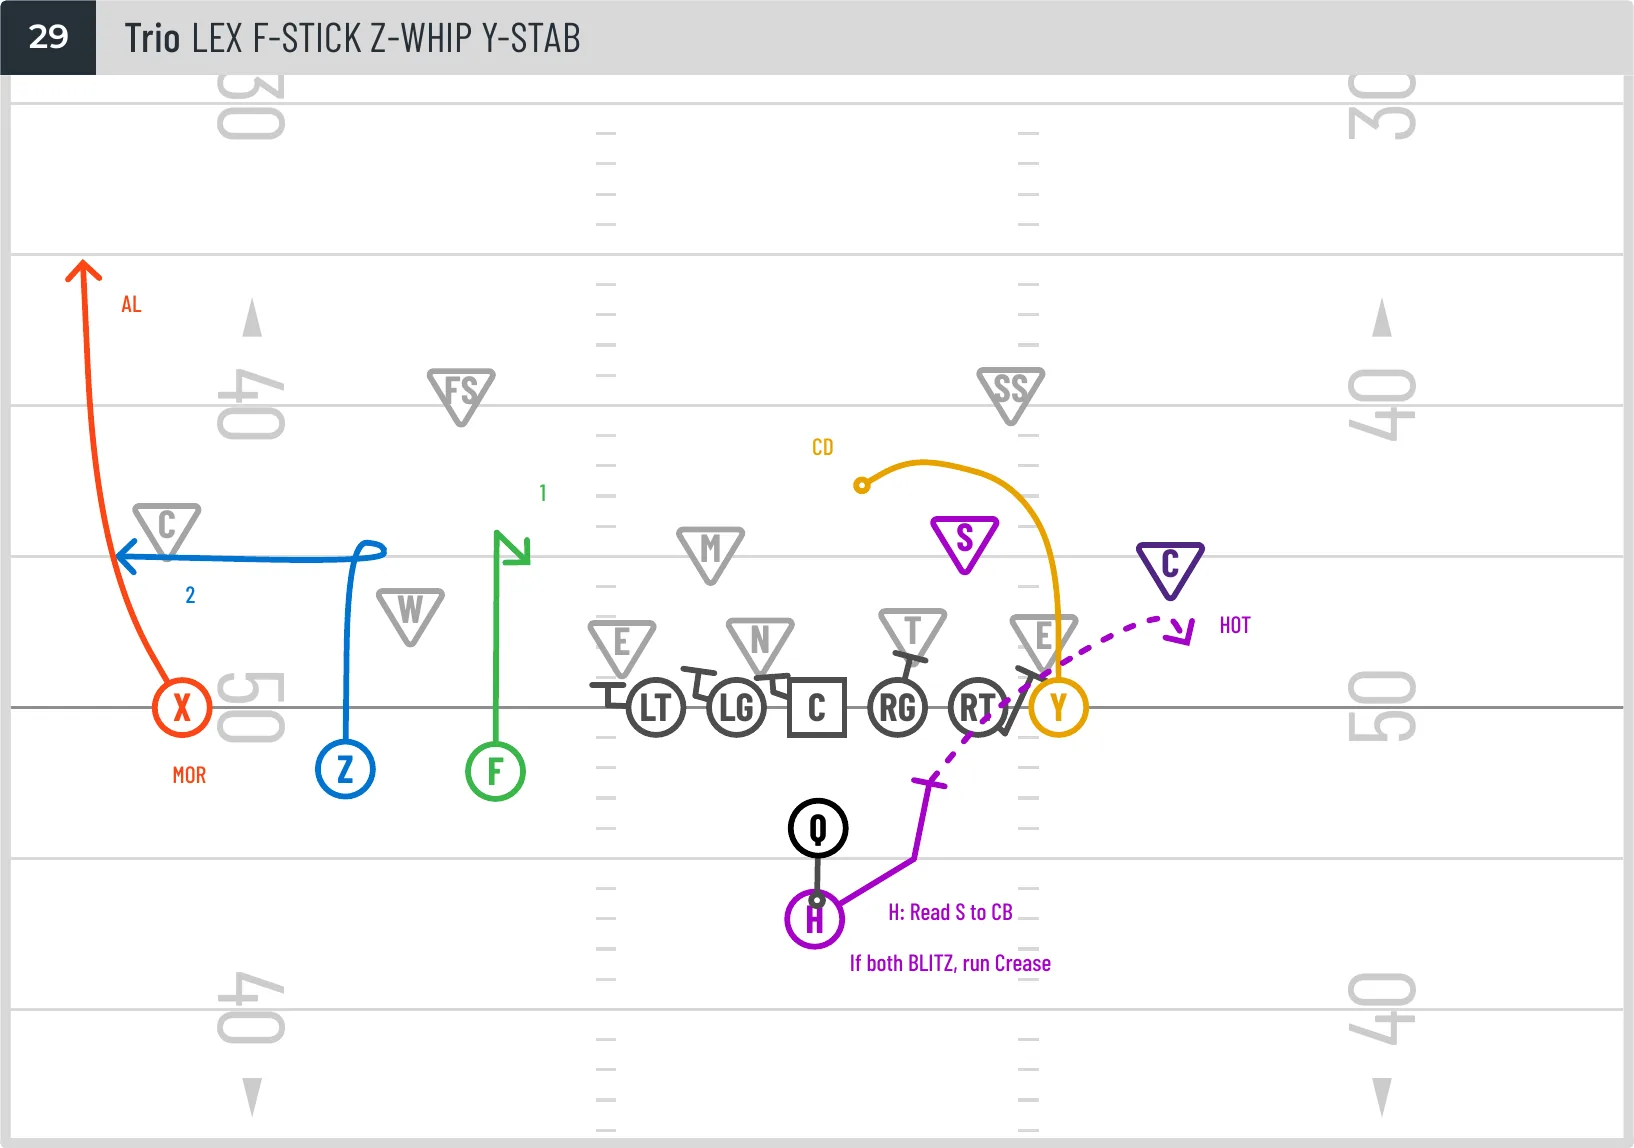 29 Trio LEX F-STICK Z-WHIP Y-STAB
30 30
AL
FS SS
40 40
CD
1
C M S C
2
W E N T E HOT
X 50 LT LG C RG RT Y 50
MOR Z F
Q
H H: Read S to CB
If both BLITZ, run Crease
40 40